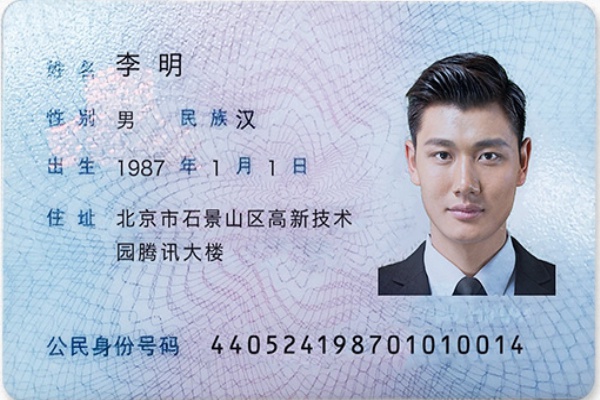 姓名 李明
性别 男 民族 汉
出生 1987 年 1 月 1 日
住址 北京市石景山区高新技术
园腾讯大楼
公民身份号码 440524198701010014